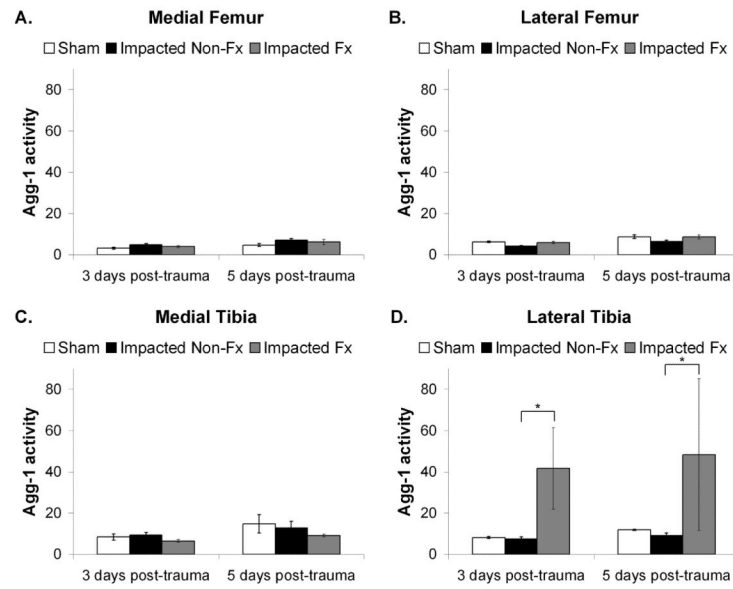 A. Medial Femur
Sham Impacted Non-Fx Impacted Fx
Agg-1 activity
80
60
40
20
0
3 days post-trauma 5 days post-trauma
B. Lateral Femur
Sham Impacted Non-Fx Impacted Fx
Agg-1 activity
80
60
40
20
0
3 days post-trauma 5 days post-trauma
C. Medial Tibia
Sham Impacted Non-Fx Impacted Fx
Agg-1 activity
80
60
40
20
0
3 days post-trauma 5 days post-trauma
D. Lateral Tibia
Sham Impacted Non-Fx Impacted Fx
Agg-1 activity
80
60
40
20
0
*
*
3 days post-trauma 5 days post-trauma